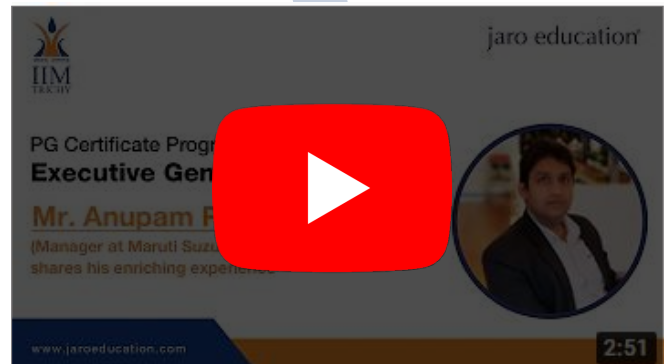 jaro education
IIM
TRICHY
PG Certificate Progr
Executive Gen
Mr. Anupam P
(Manager at Maruti Suzu
shares his enriching experience
www.jaroeducation.com
2:51